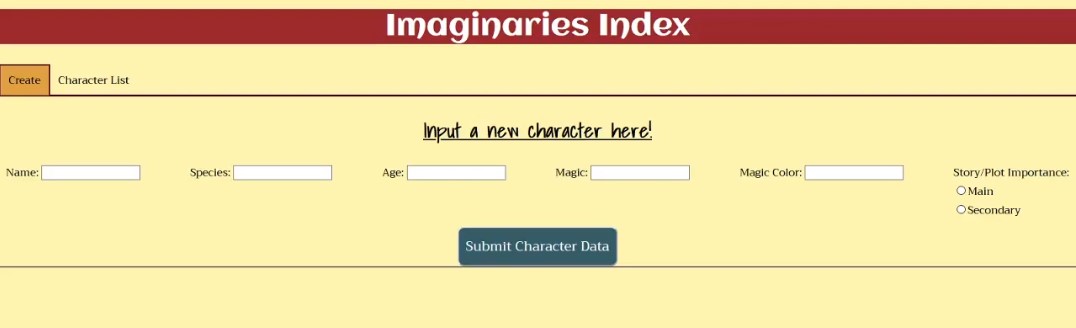 Imaginaries Index
Create Character List
Input a new character here!
Name: Species: Age: Magic: Magic Color: Story/Plot Importance:
Main
Secondary
Submit Character Data